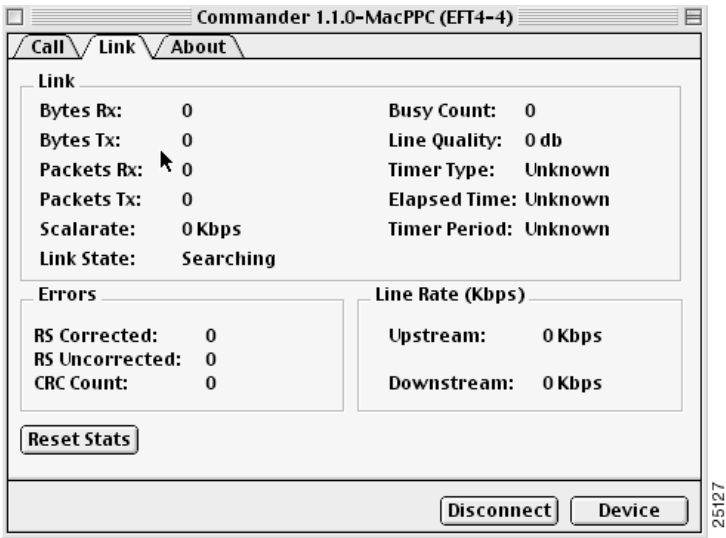 Commander 1.1.0-MacPPC (EFT4-4)
Call Link About
Link
Bytes Rx: 0 Busy Count: 0
Bytes Tx: 0 Line Quality: 0 db
Packets Rx: 0 Timer Type: Unknown
Packets Tx: 0 Elapsed Time: Unknown
Scalarate: 0 Kbps Timer Period: Unknown
Link State: Searching
Errors
RS Corrected: 0
RS Uncorrected: 0
CRC Count: 0
Line Rate (Kbps)
Upstream: 0 Kbps
Downstream: 0 Kbps
Reset Stats
Disconnect Device
25127